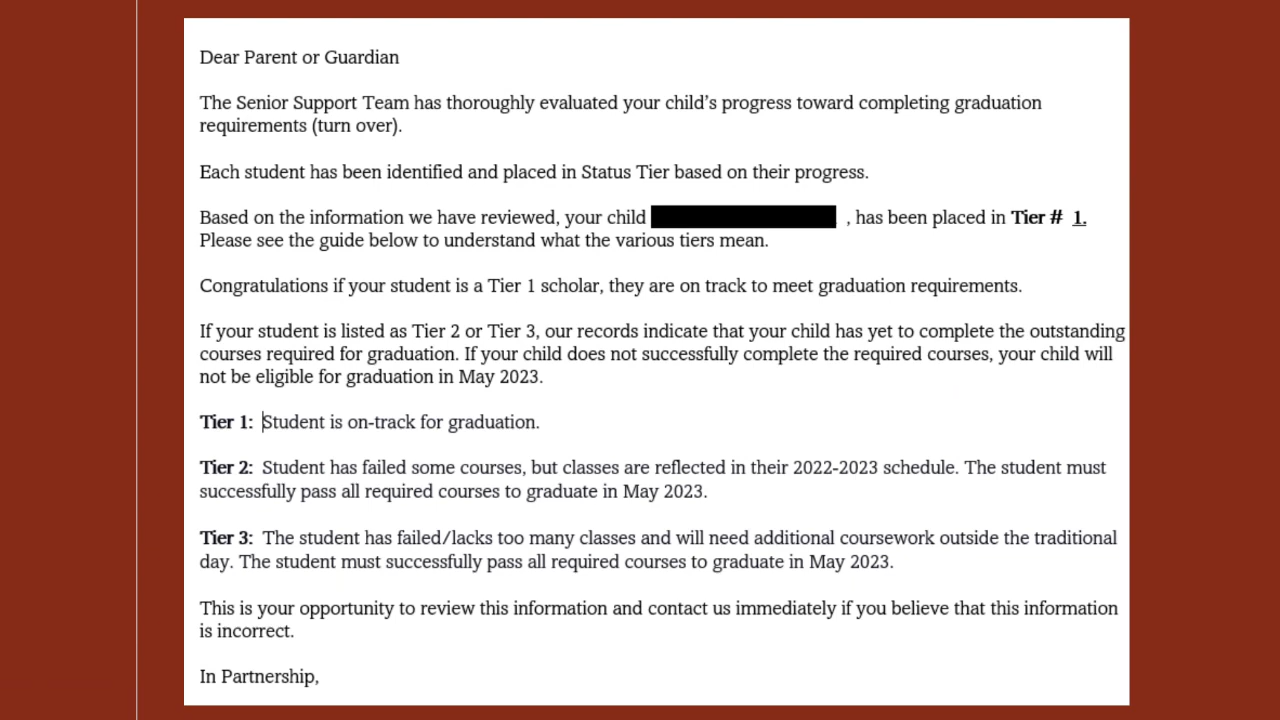 Dear Parent or Guardian
The Senior Support Team has thoroughly evaluated your child's progress toward completing graduation
requirements (turn over).
Each student has been identified and placed in Status Tier based on their progress.
Based on the information we have reviewed, your child , has been placed in Tier # 1.
Please see the guide below to understand what the various tiers mean.
Congratulations if your student is a Tier 1 scholar, they are on track to meet graduation requirements.
If your student is listed as Tier 2 or Tier 3, our records indicate that your child has yet to complete the outstanding
courses required for graduation. If your child does not successfully complete the required courses, your child will
not be eligible for graduation in May 2023.
Tier 1: Student is on-track for graduation.
Tier 2: Student has failed some courses, but classes are reflected in their 2022-2023 schedule. The student must
successfully pass all required courses to graduate in May 2023.
Tier 3: The student has failed/lacks too many classes and will need additional coursework outside the traditional
day. The student must successfully pass all required courses to graduate in May 2023.
This is your opportunity to review this information and contact us immediately if you believe that this information
is incorrect.
In Partnership,